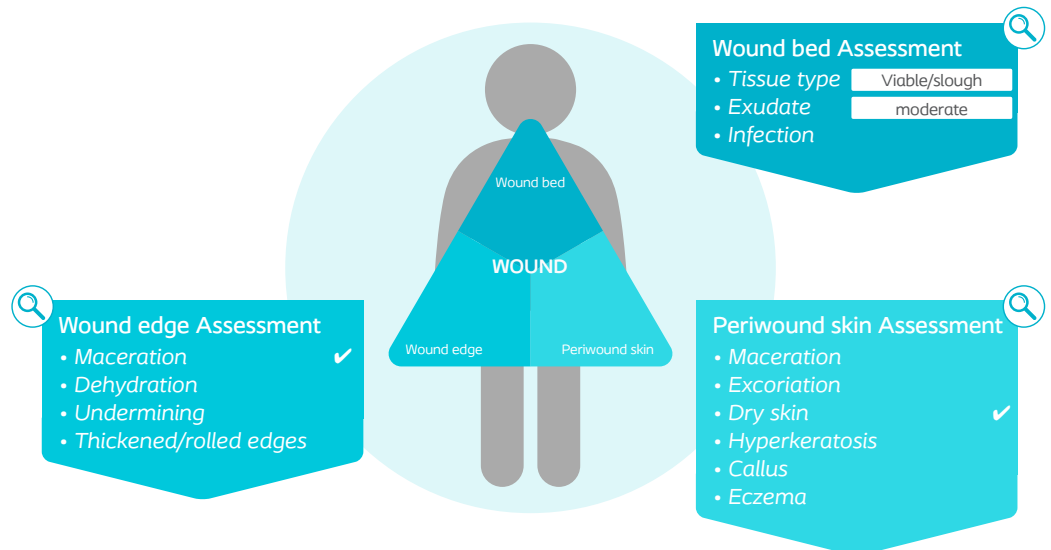 Wound bed Assessment
• Tissue type Viable/slough
• Exudate moderate
• Infection
Wound bed
WOUND
Wound edge
Periwound skin
Wound edge Assessment
• Maceration ✔
• Dehydration
• Undermining
• Thickened/rolled edges
Periwound skin Assessment
• Maceration
• Excoriation
• Dry skin ✔
• Hyperkeratosis
• Callus
• Eczema